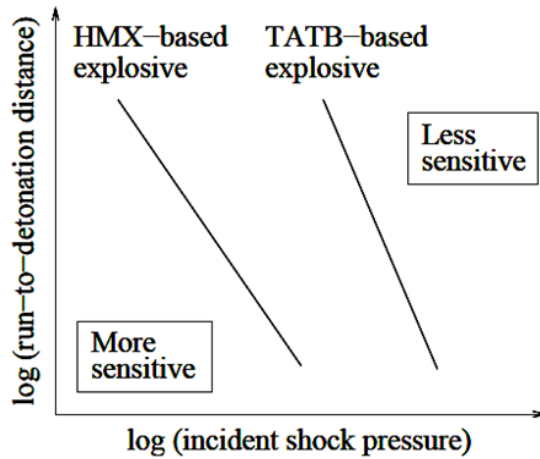 HMX−based
explosive
TATB−based
explosive
Less
sensitive
More
sensitive
log (run−to−detonation distance)
log (incident shock pressure)